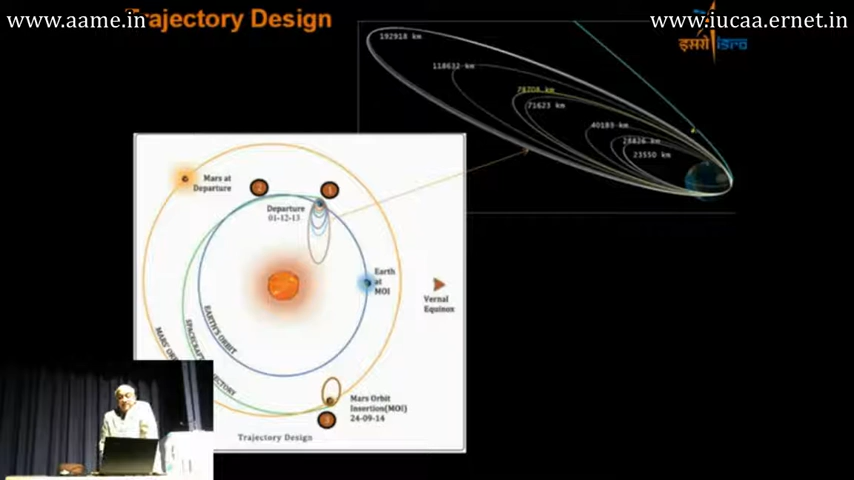 www.aame.in
Trajectory Design
www.iucaa.ernet.in
इसरो isro
192918 km
118632 km
78708 km
71623 km
40183 km
28826 km
23550 km
Mars at
Departure
2
1
Departure
01-12-13
Earth
at
MOI
Vernal
Equinox
EARTH'S ORBIT
MARS' OR
Mars Orbit
Insertion(MOI)
24-09-14
3
Trajectory Design